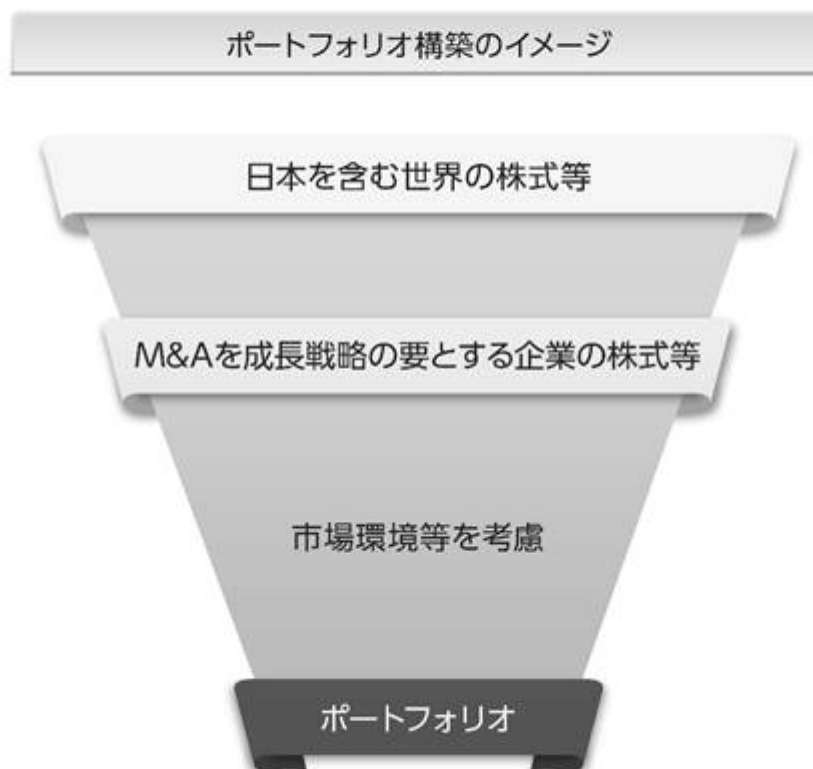 ポートフォリオ構築のイメージ
日本を含む世界の株式等
M&Aを成長戦略の要とする企業の株式等
市場環境等を考慮
ポートフォリオ